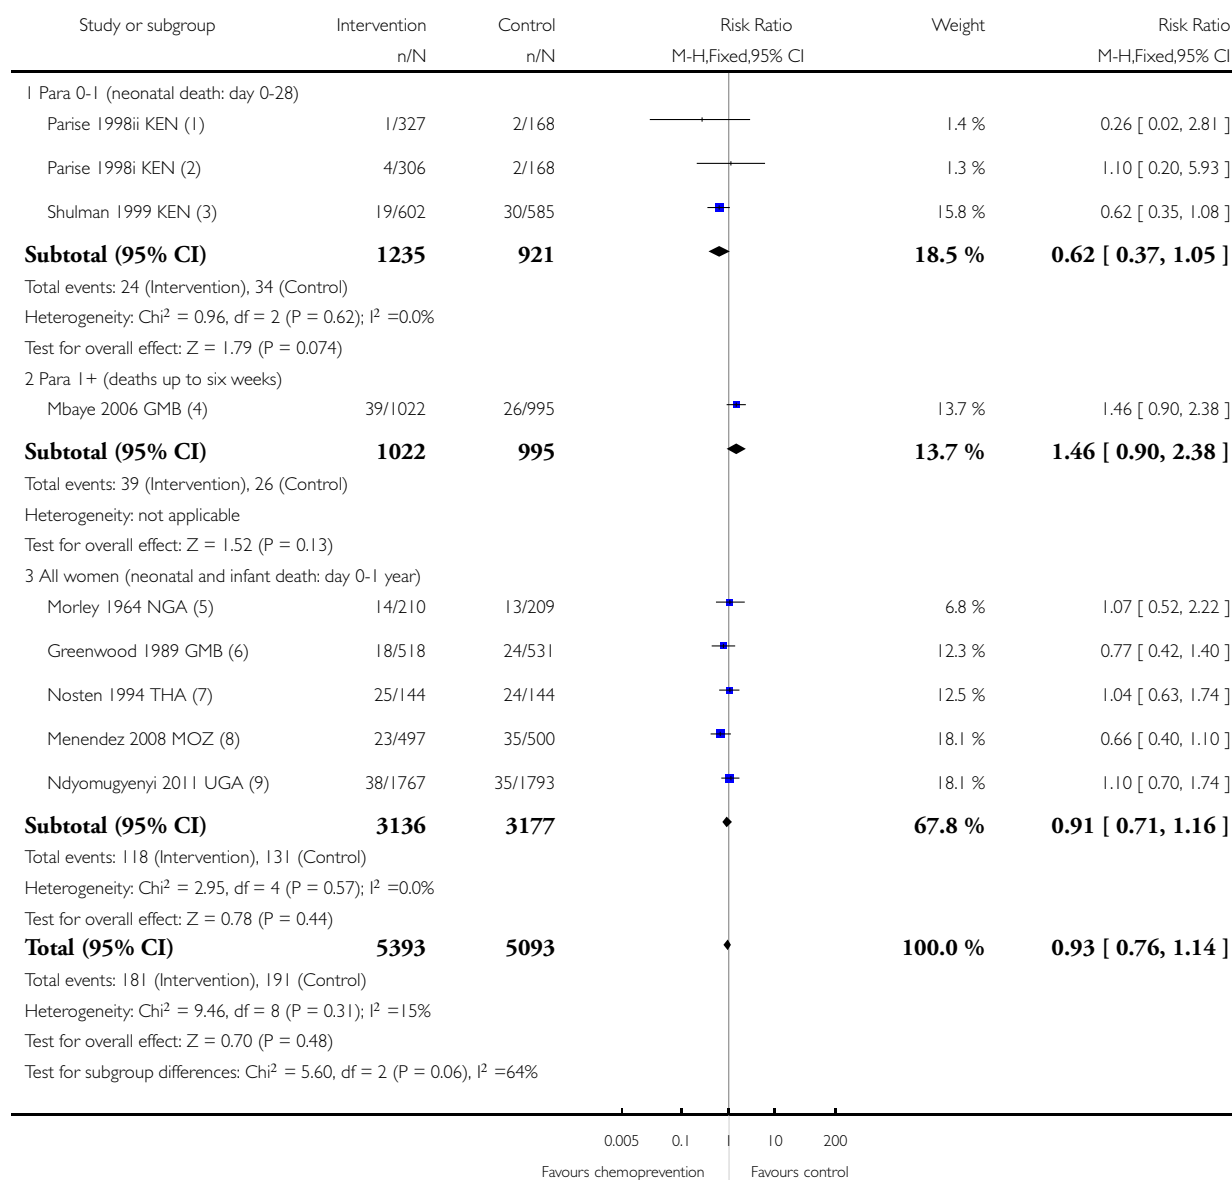 Study or subgroup Intervention Control Risk Ratio Weight Risk Ratio
n/N n/N M-H,Fixed,95% CI M-H,Fixed,95% CI
1 Para 0-1 (neonatal death: day 0-28)
Parise 1998ii KEN (1) 1/327 2/168 1.4 % 0.26 [ 0.02, 2.81 ]
Parise 1998i KEN (2) 4/306 2/168 1.3 % 1.10 [ 0.20, 5.93 ]
Shulman 1999 KEN (3) 19/602 30/585 15.8 % 0.62 [ 0.35, 1.08 ]
Subtotal (95% CI) 1235 921 18.5 % 0.62 [ 0.37, 1.05 ]
Total events: 24 (Intervention), 34 (Control)
Heterogeneity: Chi² = 0.96, df = 2 (P = 0.62); I² =0.0%
Test for overall effect: Z = 1.79 (P = 0.074)
2 Para 1+ (deaths up to six weeks)
Mbaye 2006 GMB (4) 39/1022 26/995 13.7 % 1.46 [ 0.90, 2.38 ]
Subtotal (95% CI) 1022 995 13.7 % 1.46 [ 0.90, 2.38 ]
Total events: 39 (Intervention), 26 (Control)
Heterogeneity: not applicable
Test for overall effect: Z = 1.52 (P = 0.13)
3 All women (neonatal and infant death: day 0-1 year)
Morley 1964 NGA (5) 14/210 13/209 6.8 % 1.07 [ 0.52, 2.22 ]
Greenwood 1989 GMB (6) 18/518 24/531 12.3 % 0.77 [ 0.42, 1.40 ]
Nosten 1994 THA (7) 25/144 24/144 12.5 % 1.04 [ 0.63, 1.74 ]
Menendez 2008 MOZ (8) 23/497 35/500 18.1 % 0.66 [ 0.40, 1.10 ]
Ndyomugyenyi 2011 UGA (9) 38/1767 35/1793 18.1 % 1.10 [ 0.70, 1.74 ]
Subtotal (95% CI) 3136 3177 67.8 % 0.91 [ 0.71, 1.16 ]
Total events: 118 (Intervention), 131 (Control)
Heterogeneity: Chi² = 2.95, df = 4 (P = 0.57); I² =0.0%
Test for overall effect: Z = 0.78 (P = 0.44)
Total (95% CI) 5393 5093 100.0 % 0.93 [ 0.76, 1.14 ]
Total events: 181 (Intervention), 191 (Control)
Heterogeneity: Chi² = 9.46, df = 8 (P = 0.31); I² =15%
Test for overall effect: Z = 0.70 (P = 0.48)
Test for subgroup differences: Chi² = 5.60, df = 2 (P = 0.06), I² =64%
0.005 0.1 1 10 200
Favours chemoprevention Favours control